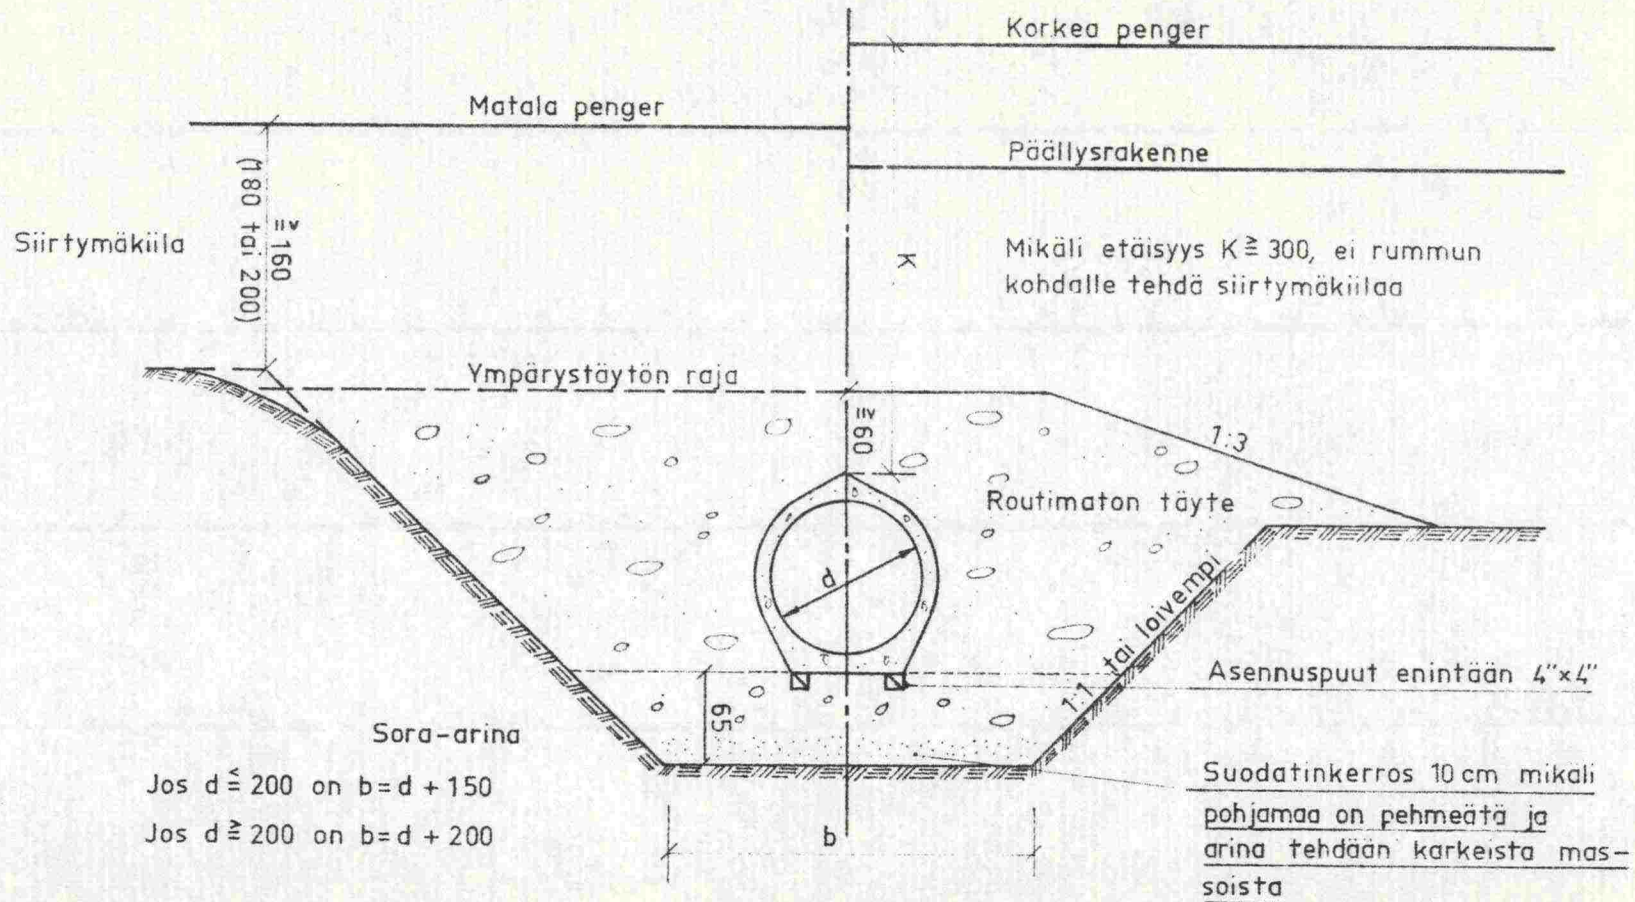 Korkea penger
Matala penger
Päällysrakenne
Siirtymäkiila
≧ 160
(180 tai 200)
K
Mikäli etäisyys K ≧ 300, ei rummun
kohdalle tehdä siirtymäkiilaa
Ympärystäytön raja
≧ 60
1:3
Routimaton täyte
d
1:1 tai loivempi
Asennuspuut enintään 4"×4"
65
Sora-arina
Jos d ≦ 200 on b = d + 150
Jos d ≧ 200 on b = d + 200
b
Suodatinkerros 10 cm mikäli
pohjamaa on pehmeätä ja
arina tehdään karkeista mas-
soista